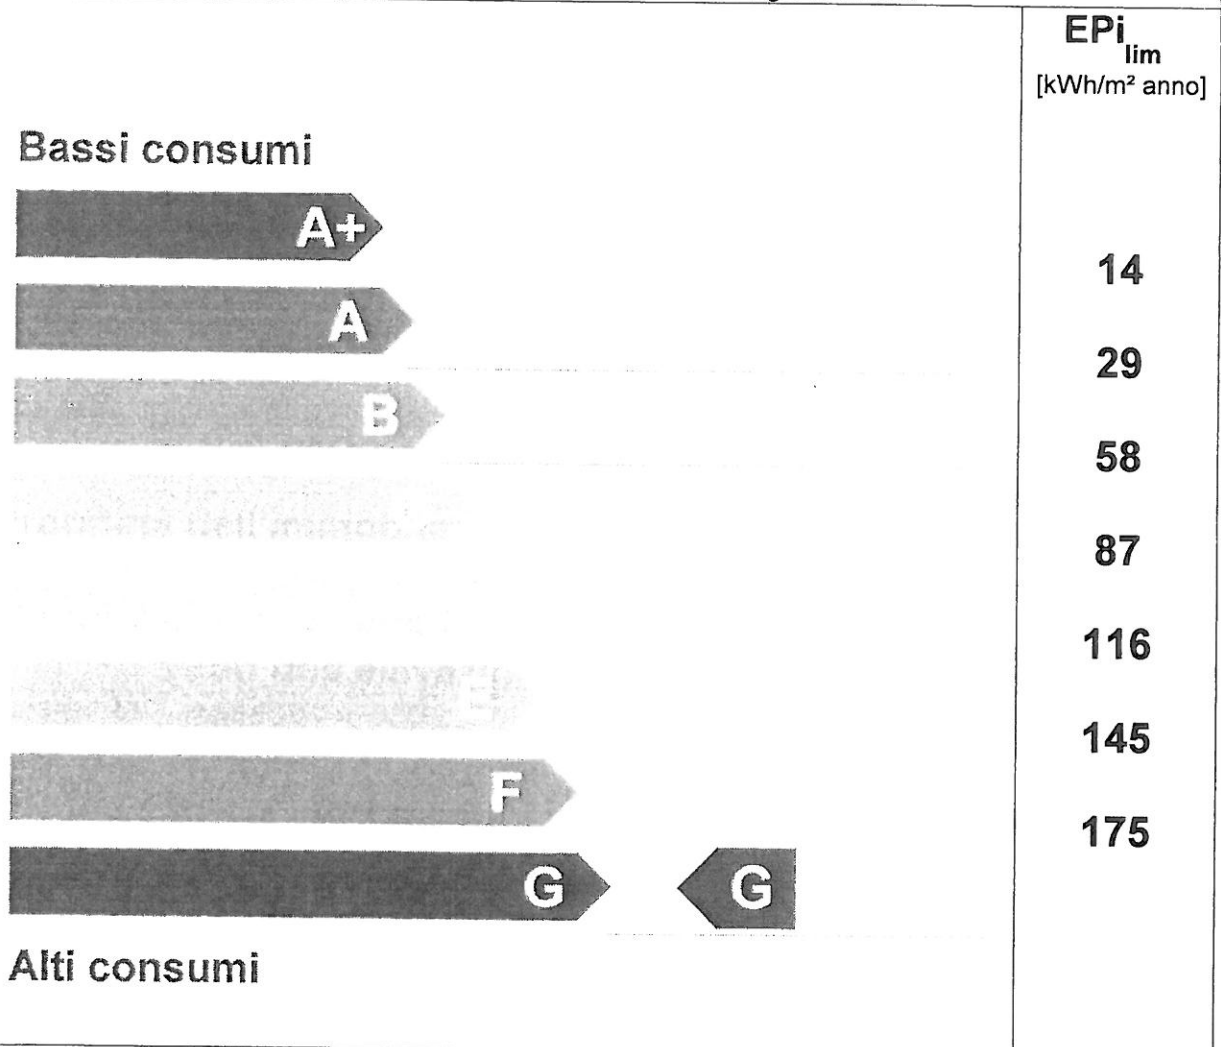 EPi lim
[kWh/m² anno]
Bassi consumi
A+
14
A
29
B
58
87
116
E
145
F
175
G G
Alti consumi